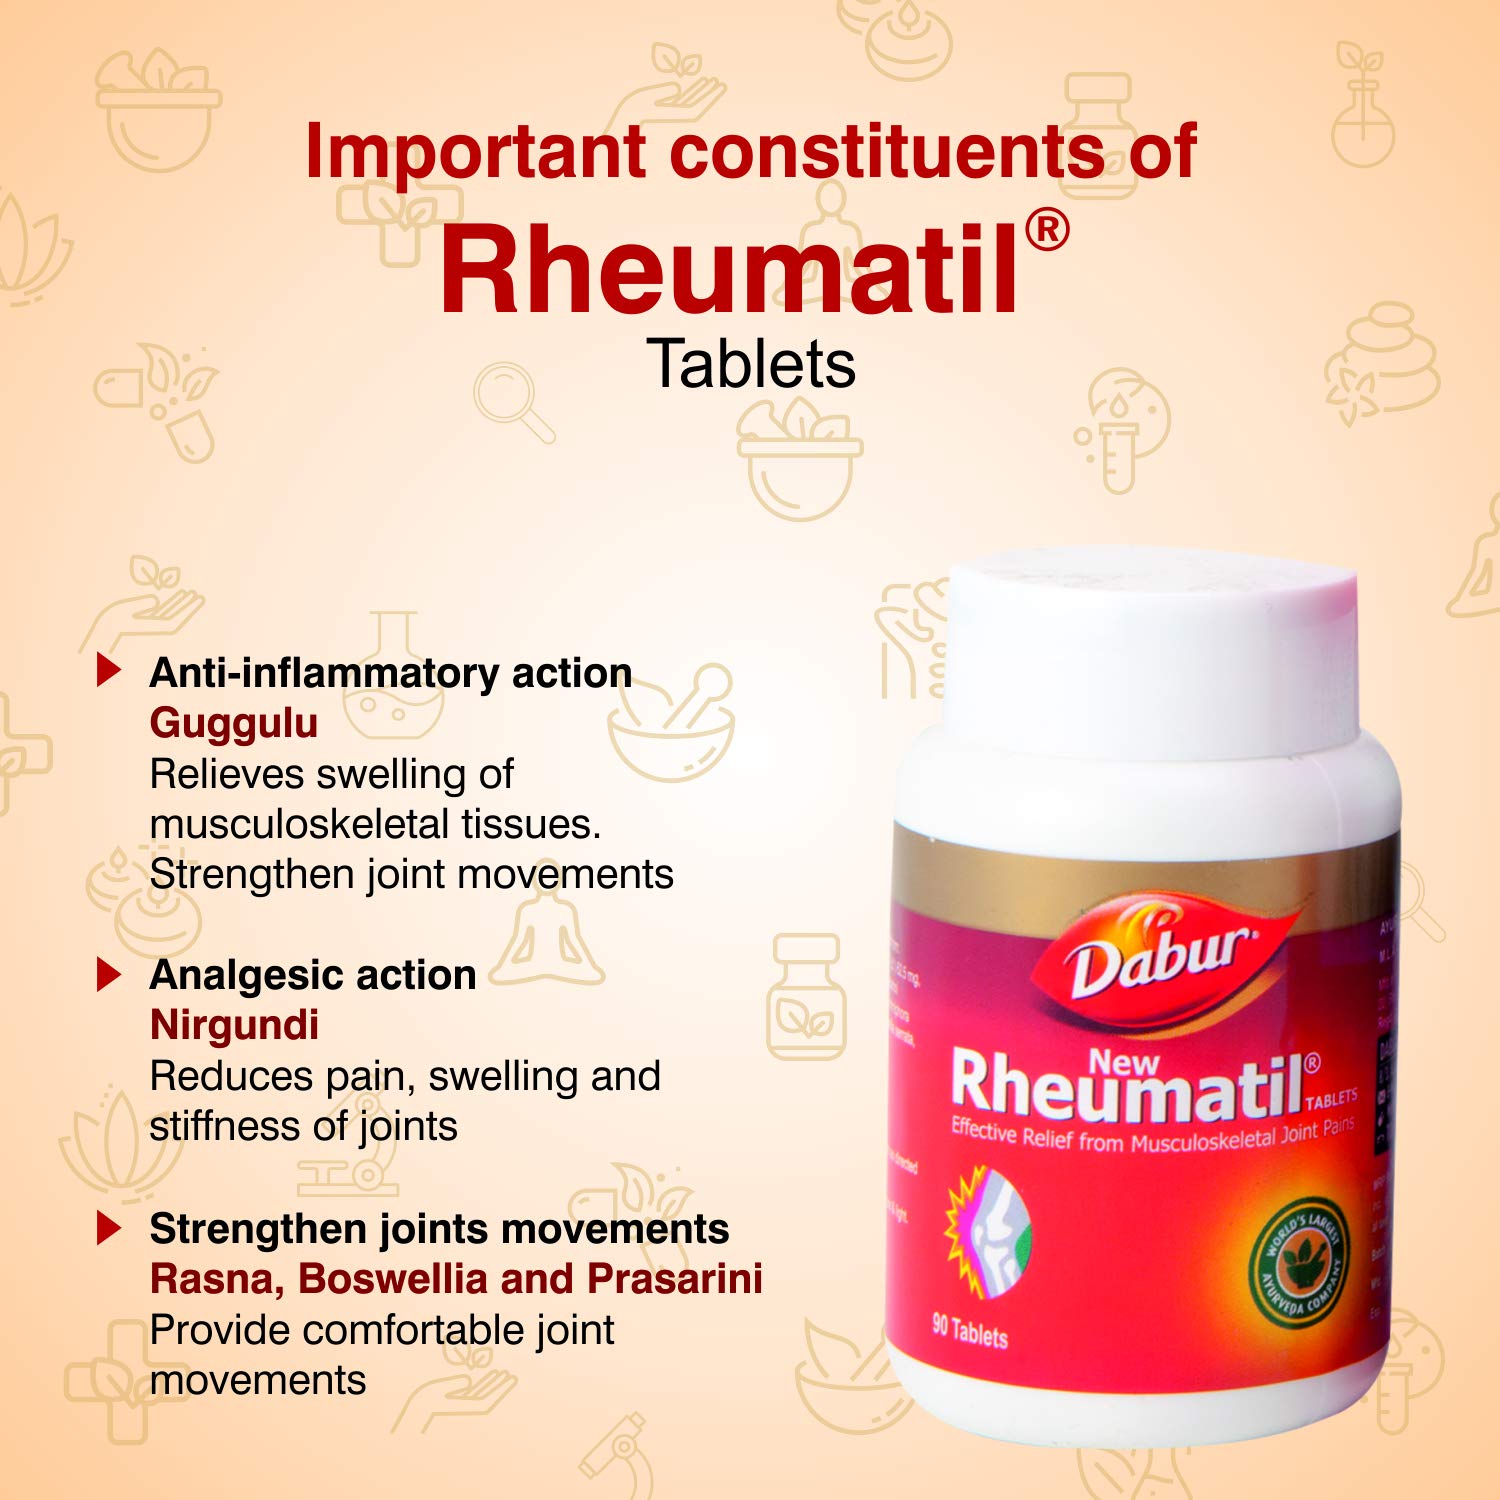 Important constituents of
Rheumatil®
Tablets
Anti-inflammatory action
Guggulu
Relieves swelling of
musculoskeletal tissues.
Strengthen joint movements
Analgesic action
Nirgundi
Reduces pain, swelling and
stiffness of joints
Strengthen joints movements
Rasna, Boswellia and Prasarini
Provide comfortable joint
movements
Dabur
New
Rheumatil®
TABLETS
Effective Relief from Musculoskeletal Joint Pains
WORLD'S LARGEST
AYURVEDA COMPANY
90 Tablets